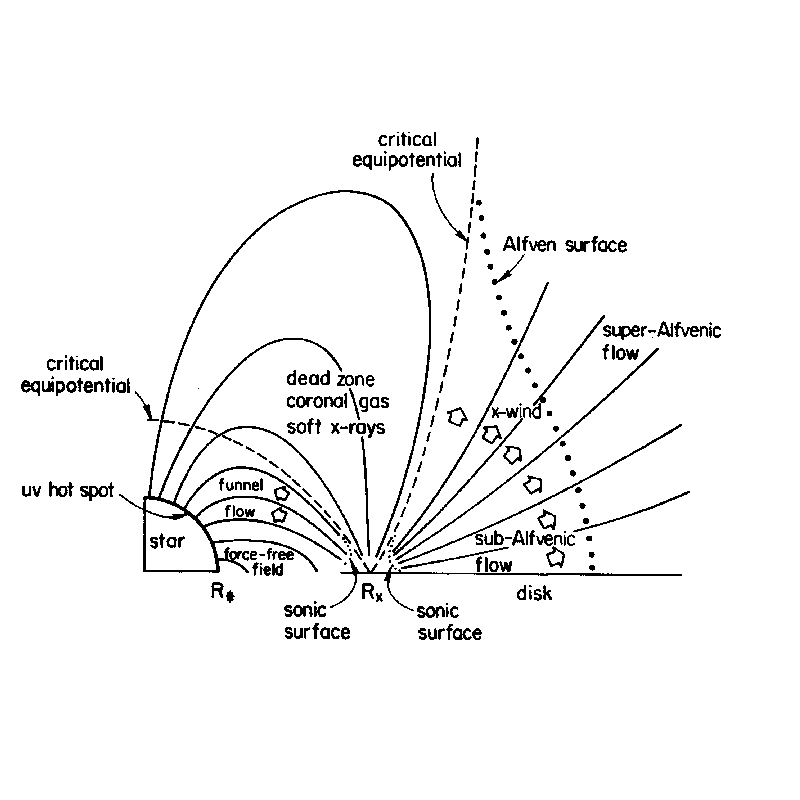 critical
equipotential
Alfven surface
super-Alfvenic
flow
critical
equipotential
dead zone
coronal gas
soft x-rays
x-wind
uv hot spot
funnel
flow
star
force-free
field
sub-Alfvenic
flow
R*
Rx
disk
sonic
surface
sonic
surface